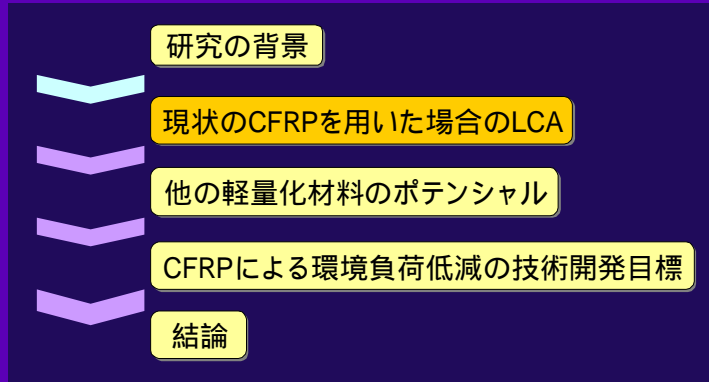 研究の背景
現状のCFRPを用いた場合のLCA
他の軽量化材料のポテンシャル
CFRPによる環境負荷低減の技術開発目標
結論